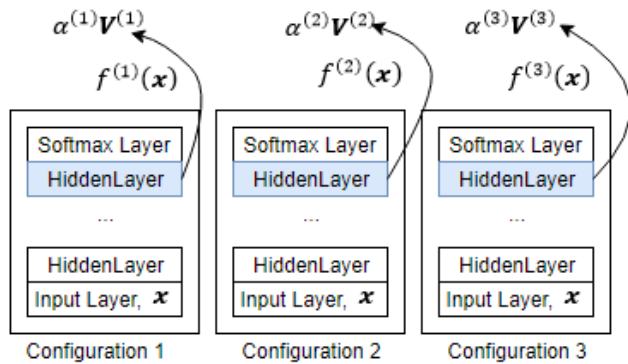 α⁽¹⁾V⁽¹⁾ α⁽²⁾V⁽²⁾ α⁽³⁾V⁽³⁾
f⁽¹⁾(x) f⁽²⁾(x) f⁽³⁾(x)
Softmax Layer Softmax Layer Softmax Layer
HiddenLayer HiddenLayer HiddenLayer
... ... ...
HiddenLayer HiddenLayer HiddenLayer
Input Layer, x Input Layer, x Input Layer, x
Configuration 1 Configuration 2 Configuration 3